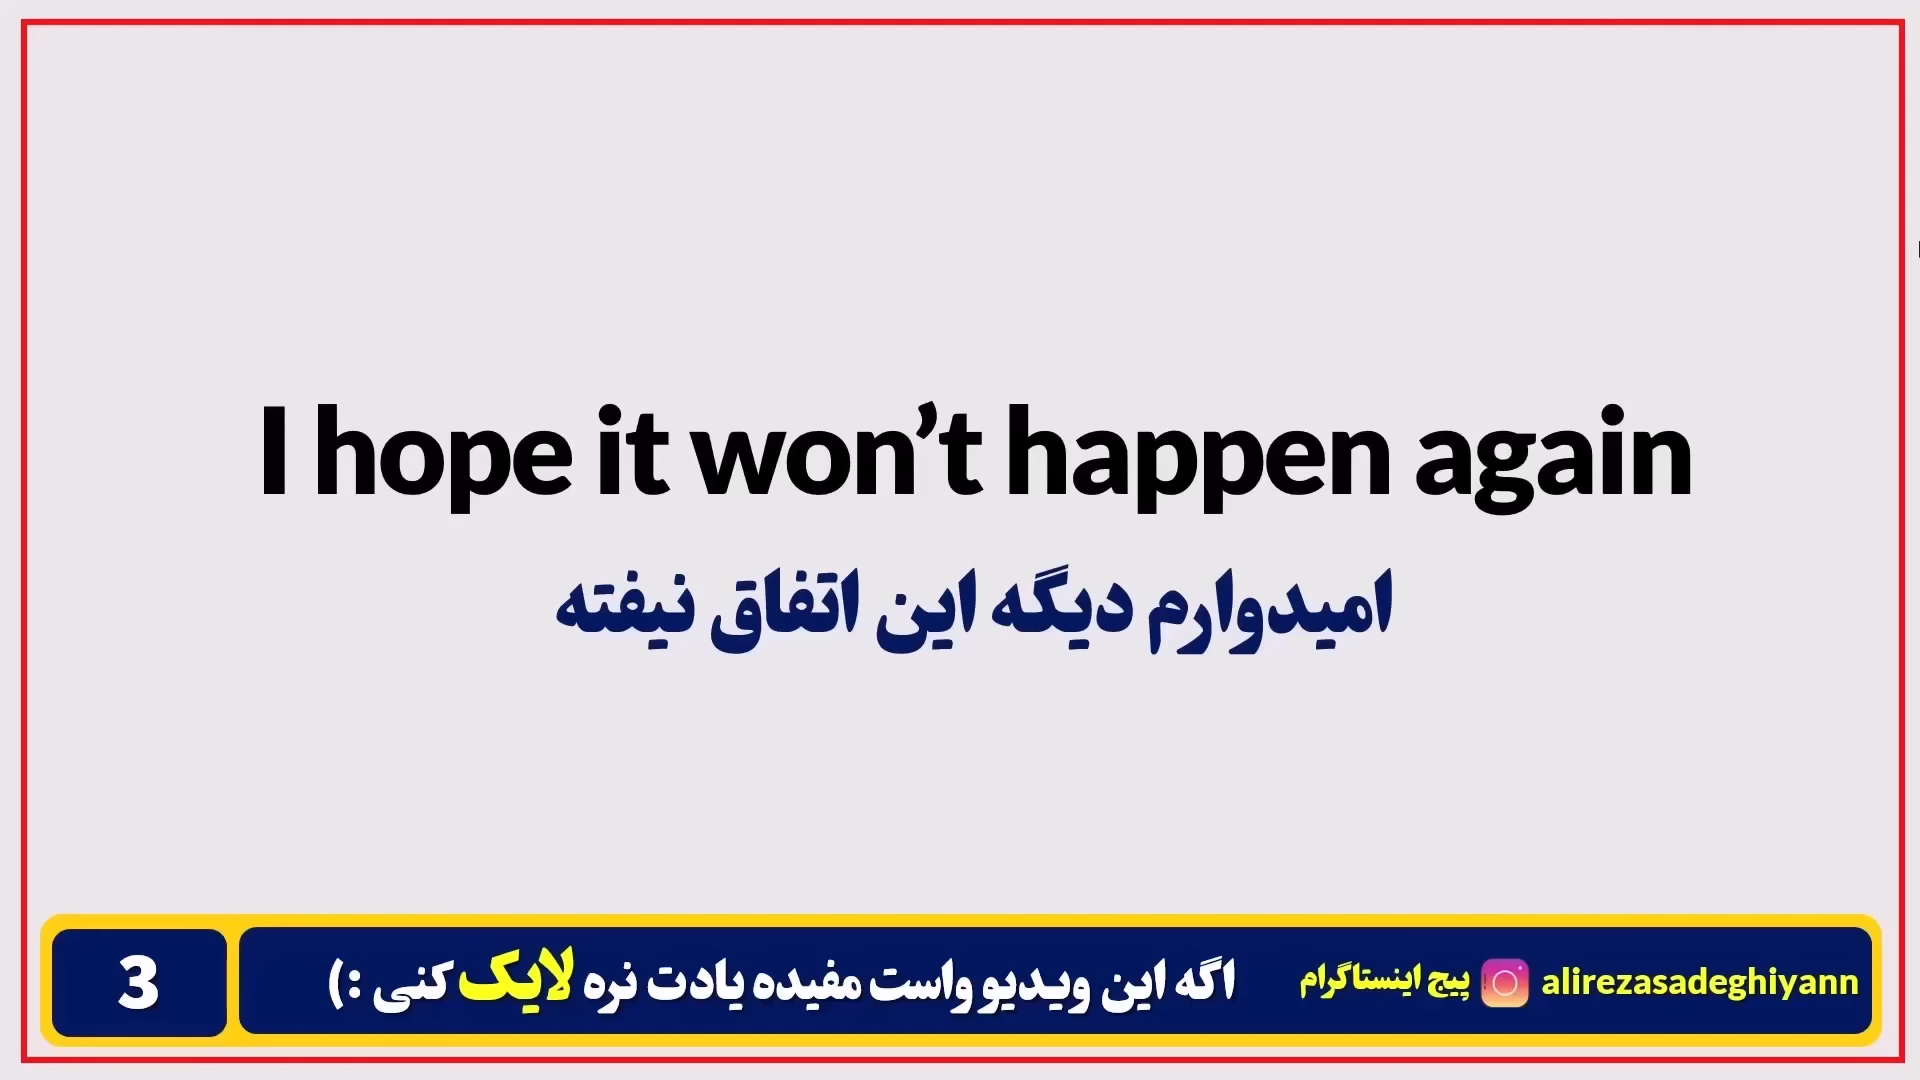 I hope it won’t happen again
امیدوارم دیگه این اتفاق نیفته
3
اگه این ویدیو واست مفیده یادت نره لایک کنی :)
پیج اینستاگرام
alirezasadeghiyann